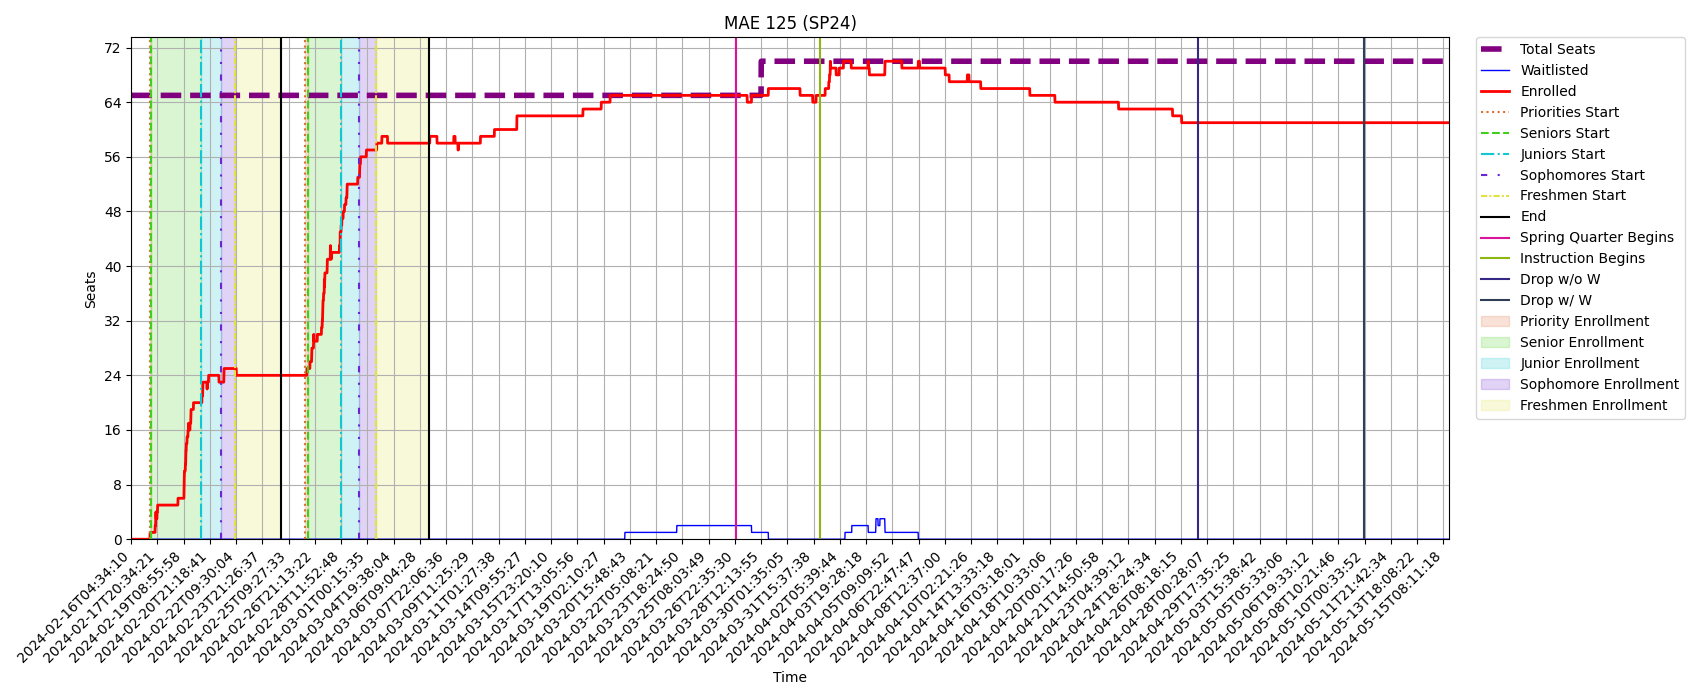 MAE 125 (SP24)
72
64
56
48
40
32
24
16
8
0
Seats
2024-02-16T04:34:10
2024-02-17T20:34:21
2024-02-19T08:55:58
2024-02-20T21:18:41
2024-02-22T09:30:04
2024-02-23T21:26:37
2024-02-25T09:27:33
2024-02-26T21:13:22
2024-02-28T11:52:48
2024-03-01T00:15:35
2024-03-04T19:38:04
2024-03-06T09:04:28
2024-03-07T22:06:36
2024-03-09T11:25:29
2024-03-11T01:27:38
2024-03-14T09:55:27
2024-03-15T23:20:10
2024-03-17T13:05:56
2024-03-19T02:10:27
2024-03-20T15:48:43
2024-03-22T05:08:21
2024-03-23T18:24:50
2024-03-25T08:03:49
2024-03-26T22:35:30
2024-03-28T12:13:55
2024-03-30T01:35:05
2024-03-31T15:37:38
2024-04-02T05:39:44
2024-04-03T19:28:18
2024-04-05T09:09:52
2024-04-06T22:47:47
2024-04-08T12:37:00
2024-04-10T02:21:26
2024-04-14T13:33:18
2024-04-16T03:18:01
2024-04-18T10:33:06
2024-04-20T00:17:26
2024-04-21T14:50:58
2024-04-23T04:39:12
2024-04-24T18:24:34
2024-04-26T08:18:15
2024-04-28T00:28:07
2024-04-29T17:35:25
2024-05-03T15:38:42
2024-05-05T05:33:06
2024-05-06T19:33:12
2024-05-08T10:21:46
2024-05-10T00:33:52
2024-05-11T21:42:34
2024-05-13T18:08:22
2024-05-15T08:11:18
Time
Total Seats
Waitlisted
Enrolled
Priorities Start
Seniors Start
Juniors Start
Sophomores Start
Freshmen Start
End
Spring Quarter Begins
Instruction Begins
Drop w/o W
Drop w/ W
Priority Enrollment
Senior Enrollment
Junior Enrollment
Sophomore Enrollment
Freshmen Enrollment